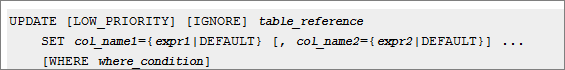 UPDATE [LOW_PRIORITY] [IGNORE] table_reference
SET col_name1={expr1|DEFAULT} [, col_name2={expr2|DEFAULT}] ...
[WHERE where_condition]